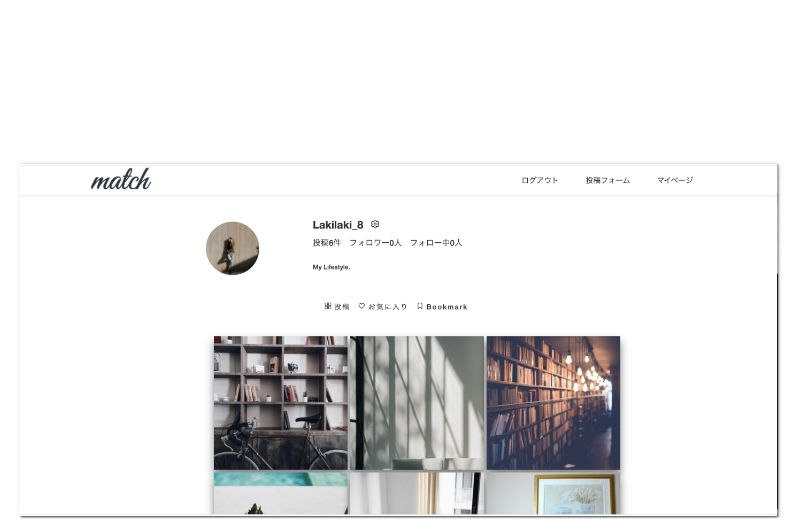 match
ログアウト 投稿フォーム マイページ
Lakilaki_8
投稿6件 フォロワー0人 フォロー中0人
My Lifestyle.
投稿 お気に入り Bookmark